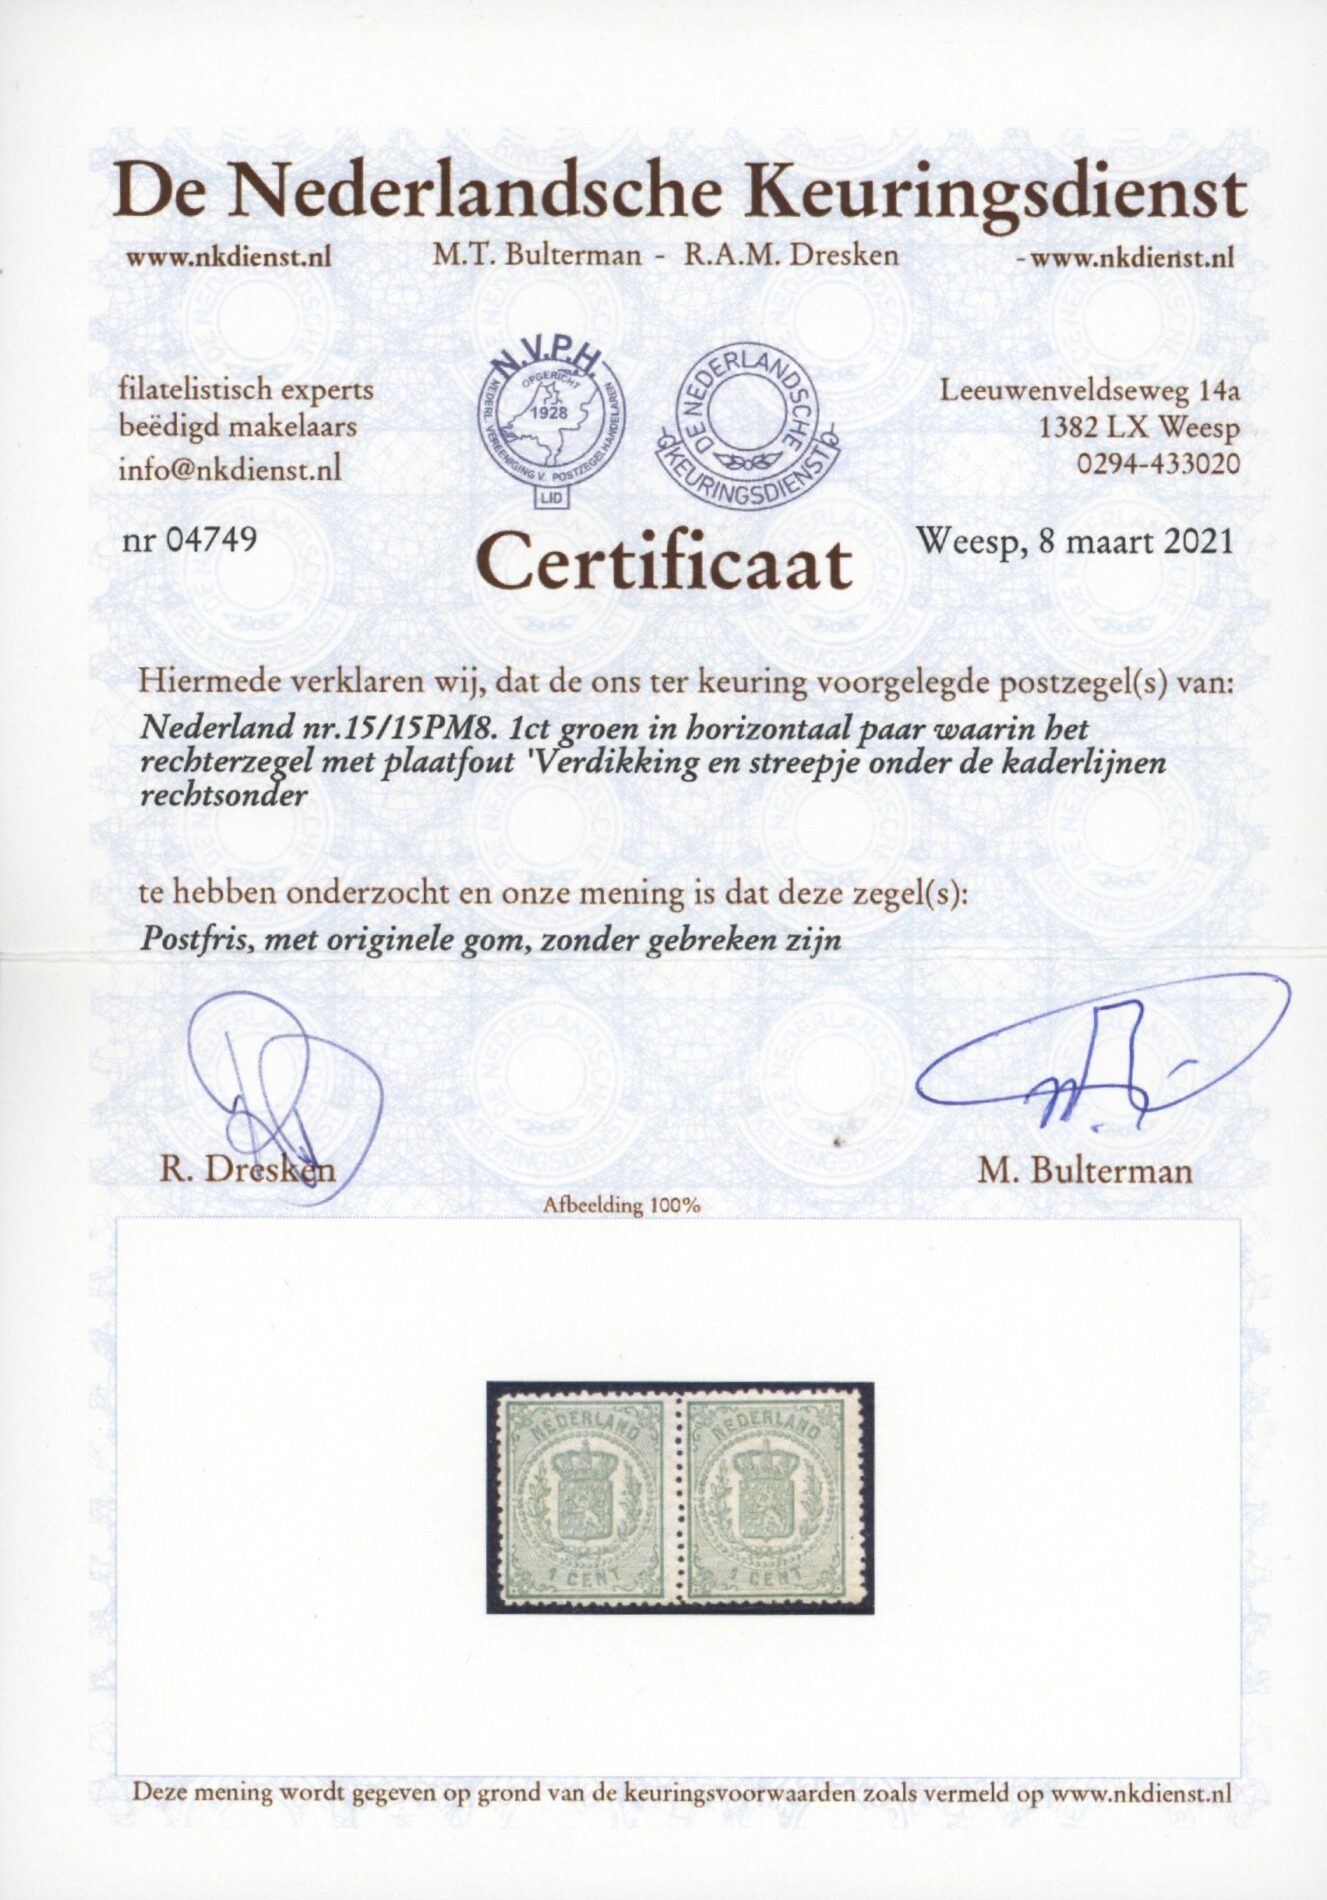 De Nederlandsche Keuringsdienst
www.nkdienst.nl M.T. Bulterman - R.A.M. Dresken - www.nkdienst.nl
filatelistisch experts
beëdigd makelaars
info@nkdienst.nl
N.V.P.H.
OPGERICHT
1928
NEDERL. VEREENIGING V. POSTZEGELHANDELAREN
LID
DE NEDERLANDSCHE
KEURINGSDIENST
Leeuwenveldseweg 14a
1382 LX Weesp
0294-433020
nr 04749
Certificaat
Weesp, 8 maart 2021
Hiermede verklaren wij, dat de ons ter keuring voorgelegde postzegel(s) van:
Nederland nr.15/15PM8. 1ct groen in horizontaal paar waarin het
rechterzegel met plaatfout 'Verdikking en streepje onder de kaderlijnen
rechtsonder
te hebben onderzocht en onze mening is dat deze zegel(s):
Postfris, met originele gom, zonder gebreken zijn
R. Dresken
M. Bulterman
Afbeelding 100%
NEDERLAND NEDERLAND
1 CENT 1 CENT
Deze mening wordt gegeven op grond van de keuringsvoorwaarden zoals vermeld op www.nkdienst.nl